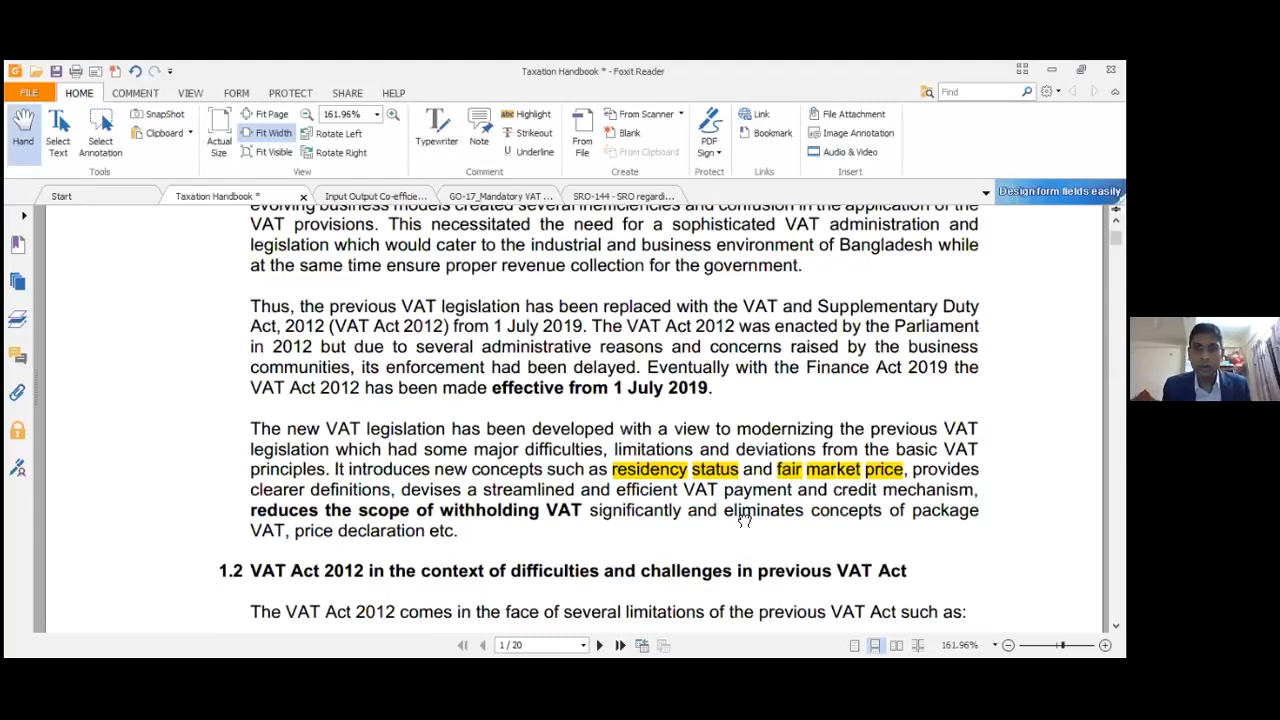 Taxation Handbook * - Foxit Reader
FILE HOME COMMENT VIEW FORM PROTECT SHARE HELP
Find
Hand
Select Text
Select Annotation
SnapShot
Clipboard
Tools
Actual Size
Fit Page
Fit Width
Fit Visible
161.96%
Rotate Left
Rotate Right
View
Typewriter
Note
Highlight
Strikeout
Underline
Comment
From File
From Scanner
Blank
From Clipboard
Create
PDF Sign
Protect
Link
Bookmark
Links
File Attachment
Image Annotation
Audio & Video
Insert
Start Taxation Handbook * Input Output Co-efficie... GO-17_Mandatory VAT ... SRO-144 - SRO regardi...
Design form fields easily
evolving business models created several inefficiencies and confusion in the application of the
VAT provisions. This necessitated the need for a sophisticated VAT administration and
legislation which would cater to the industrial and business environment of Bangladesh while
at the same time ensure proper revenue collection for the government.
Thus, the previous VAT legislation has been replaced with the VAT and Supplementary Duty
Act, 2012 (VAT Act 2012) from 1 July 2019. The VAT Act 2012 was enacted by the Parliament
in 2012 but due to several administrative reasons and concerns raised by the business
communities, its enforcement had been delayed. Eventually with the Finance Act 2019 the
VAT Act 2012 has been made effective from 1 July 2019.
The new VAT legislation has been developed with a view to modernizing the previous VAT
legislation which had some major difficulties, limitations and deviations from the basic VAT
principles. It introduces new concepts such as residency status and fair market price, provides
clearer definitions, devises a streamlined and efficient VAT payment and credit mechanism,
reduces the scope of withholding VAT significantly and eliminates concepts of package
VAT, price declaration etc.
1.2 VAT Act 2012 in the context of difficulties and challenges in previous VAT Act
The VAT Act 2012 comes in the face of several limitations of the previous VAT Act such as:
1 / 20
161.96%